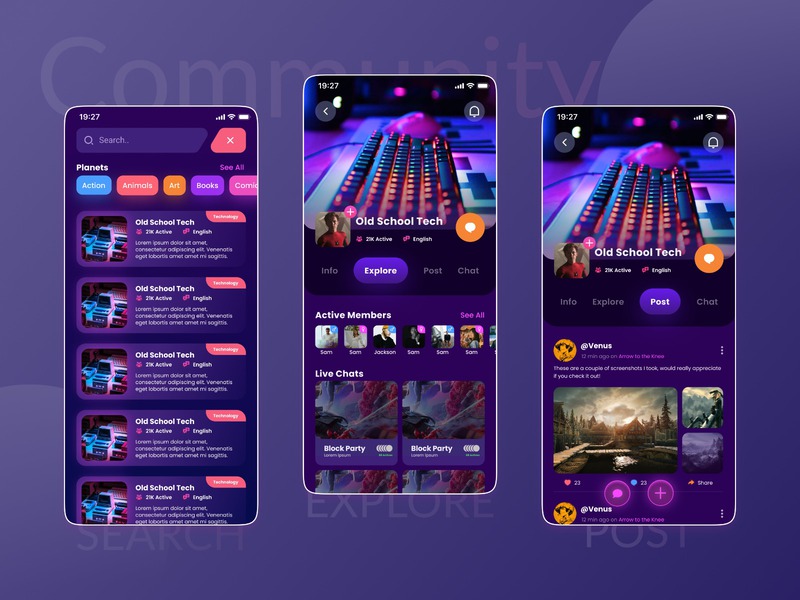 Community
19:27
Search..
Planets
See All
Action
Animals
Art
Books
Comic
Old School Tech
Technology
21K Active
English
Lorem ipsum dolor sit amet,
consectetur adipiscing elit. Venenatis
eget lobortis amet amet mi sagittis.
Old School Tech
Technology
21K Active
English
Lorem ipsum dolor sit amet,
consectetur adipiscing elit. Venenatis
eget lobortis amet amet mi sagittis.
Old School Tech
Technology
21K Active
English
Lorem ipsum dolor sit amet,
consectetur adipiscing elit. Venenatis
eget lobortis amet amet mi sagittis.
Old School Tech
Technology
21K Active
English
Lorem ipsum dolor sit amet,
consectetur adipiscing elit. Venenatis
eget lobortis amet amet mi sagittis.
Old School Tech
Technology
21K Active
English
Lorem ipsum dolor sit amet,
consectetur adipiscing elit. Venenatis
SEARCH
19:27
Old School Tech
21K Active
English
Info
Explore
Post
Chat
Active Members
See All
Sam
Sam
Jackson
Sam
Sam
Sam
Live Chats
Block Party
Lorem Ipsum
Block Party
Lorem Ipsum
EXPLORE
19:27
Old School Tech
21K Active
English
Info
Explore
Post
Chat
@Venus
12 min ago on Arrow to the Knee
These are a couple of screenshots I took, would really appreciate
if you check it out!
23
23
Share
@Venus
12 min ago on Arrow to the Knee
POST